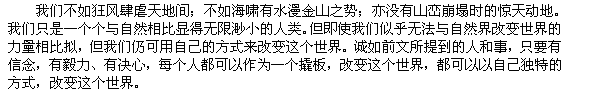 我们不如狂风肆虐天地间；不如海啸有水漫金山之势；亦没有山峦崩塌时的惊天动地。
我们只是一个个与自然相比显得无限渺小的人类。但即使我们似乎无法与自然界改变世界的
力量相比拟，但我们仍可用自己的方式来改变这个世界。诚如前文所提到的人和事，只要有
信念，有毅力、有决心，每个人都可以作为一个撬板，改变这个世界，都可以以自己独特的
方式，改变这个世界。